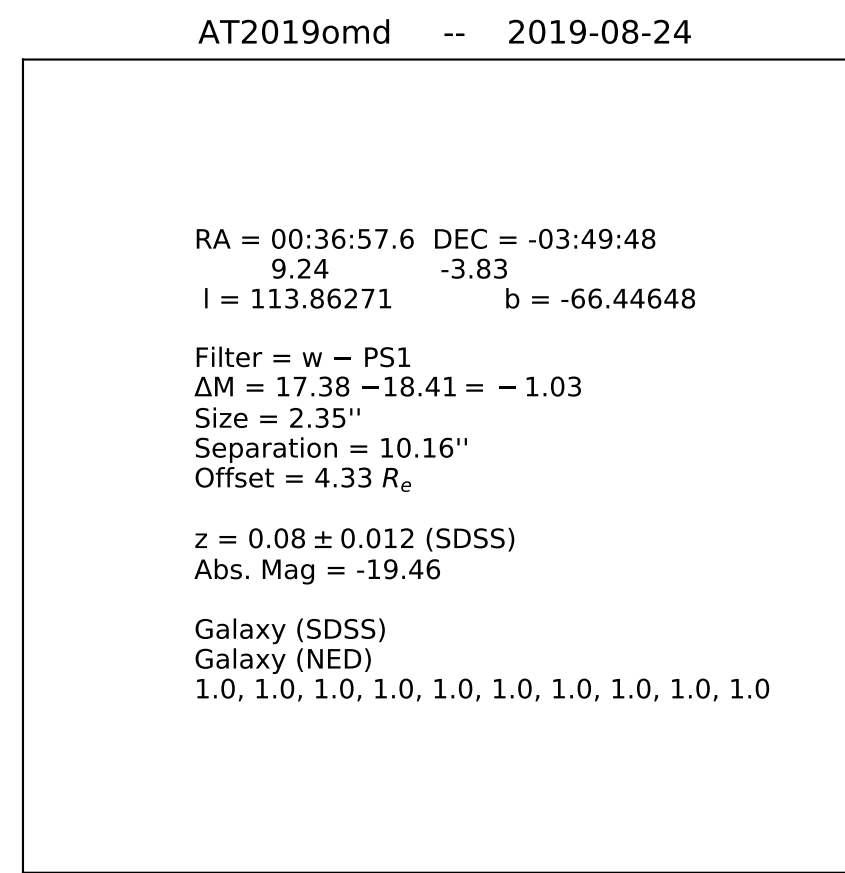 AT2019omd -- 2019-08-24
RA = 00:36:57.6 DEC = -03:49:48
9.24 -3.83
l = 113.86271 b = -66.44648
Filter = w − PS1
ΔM = 17.38 −18.41 = − 1.03
Size = 2.35''
Separation = 10.16''
Offset = 4.33 Re
z = 0.08 ± 0.012 (SDSS)
Abs. Mag = -19.46
Galaxy (SDSS)
Galaxy (NED)
1.0, 1.0, 1.0, 1.0, 1.0, 1.0, 1.0, 1.0, 1.0, 1.0